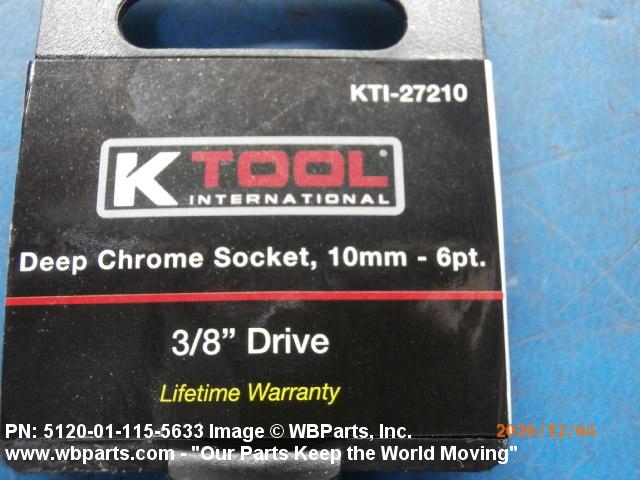 KTI-27210
K TOOL
INTERNATIONAL
Deep Chrome Socket, 10mm - 6pt.
3/8” Drive
Lifetime Warranty
PN: 5120-01-115-5633 Image © WBParts, Inc.
2020/12/04
www.wbparts.com - "Our Parts Keep the World Moving"